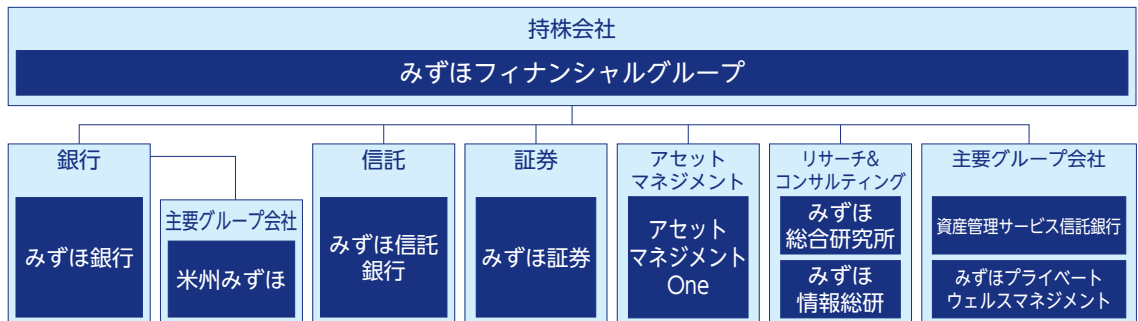 持株会社
みずほフィナンシャルグループ
銀行
みずほ銀行
主要グループ会社
米州みずほ
信託
みずほ信託
銀行
証券
みずほ証券
アセット
マネジメント
アセット
マネジメント
One
リサーチ&
コンサルティング
みずほ
総合研究所
みずほ
情報総研
主要グループ会社
資産管理サービス信託銀行
みずほプライベート
ウェルスマネジメント